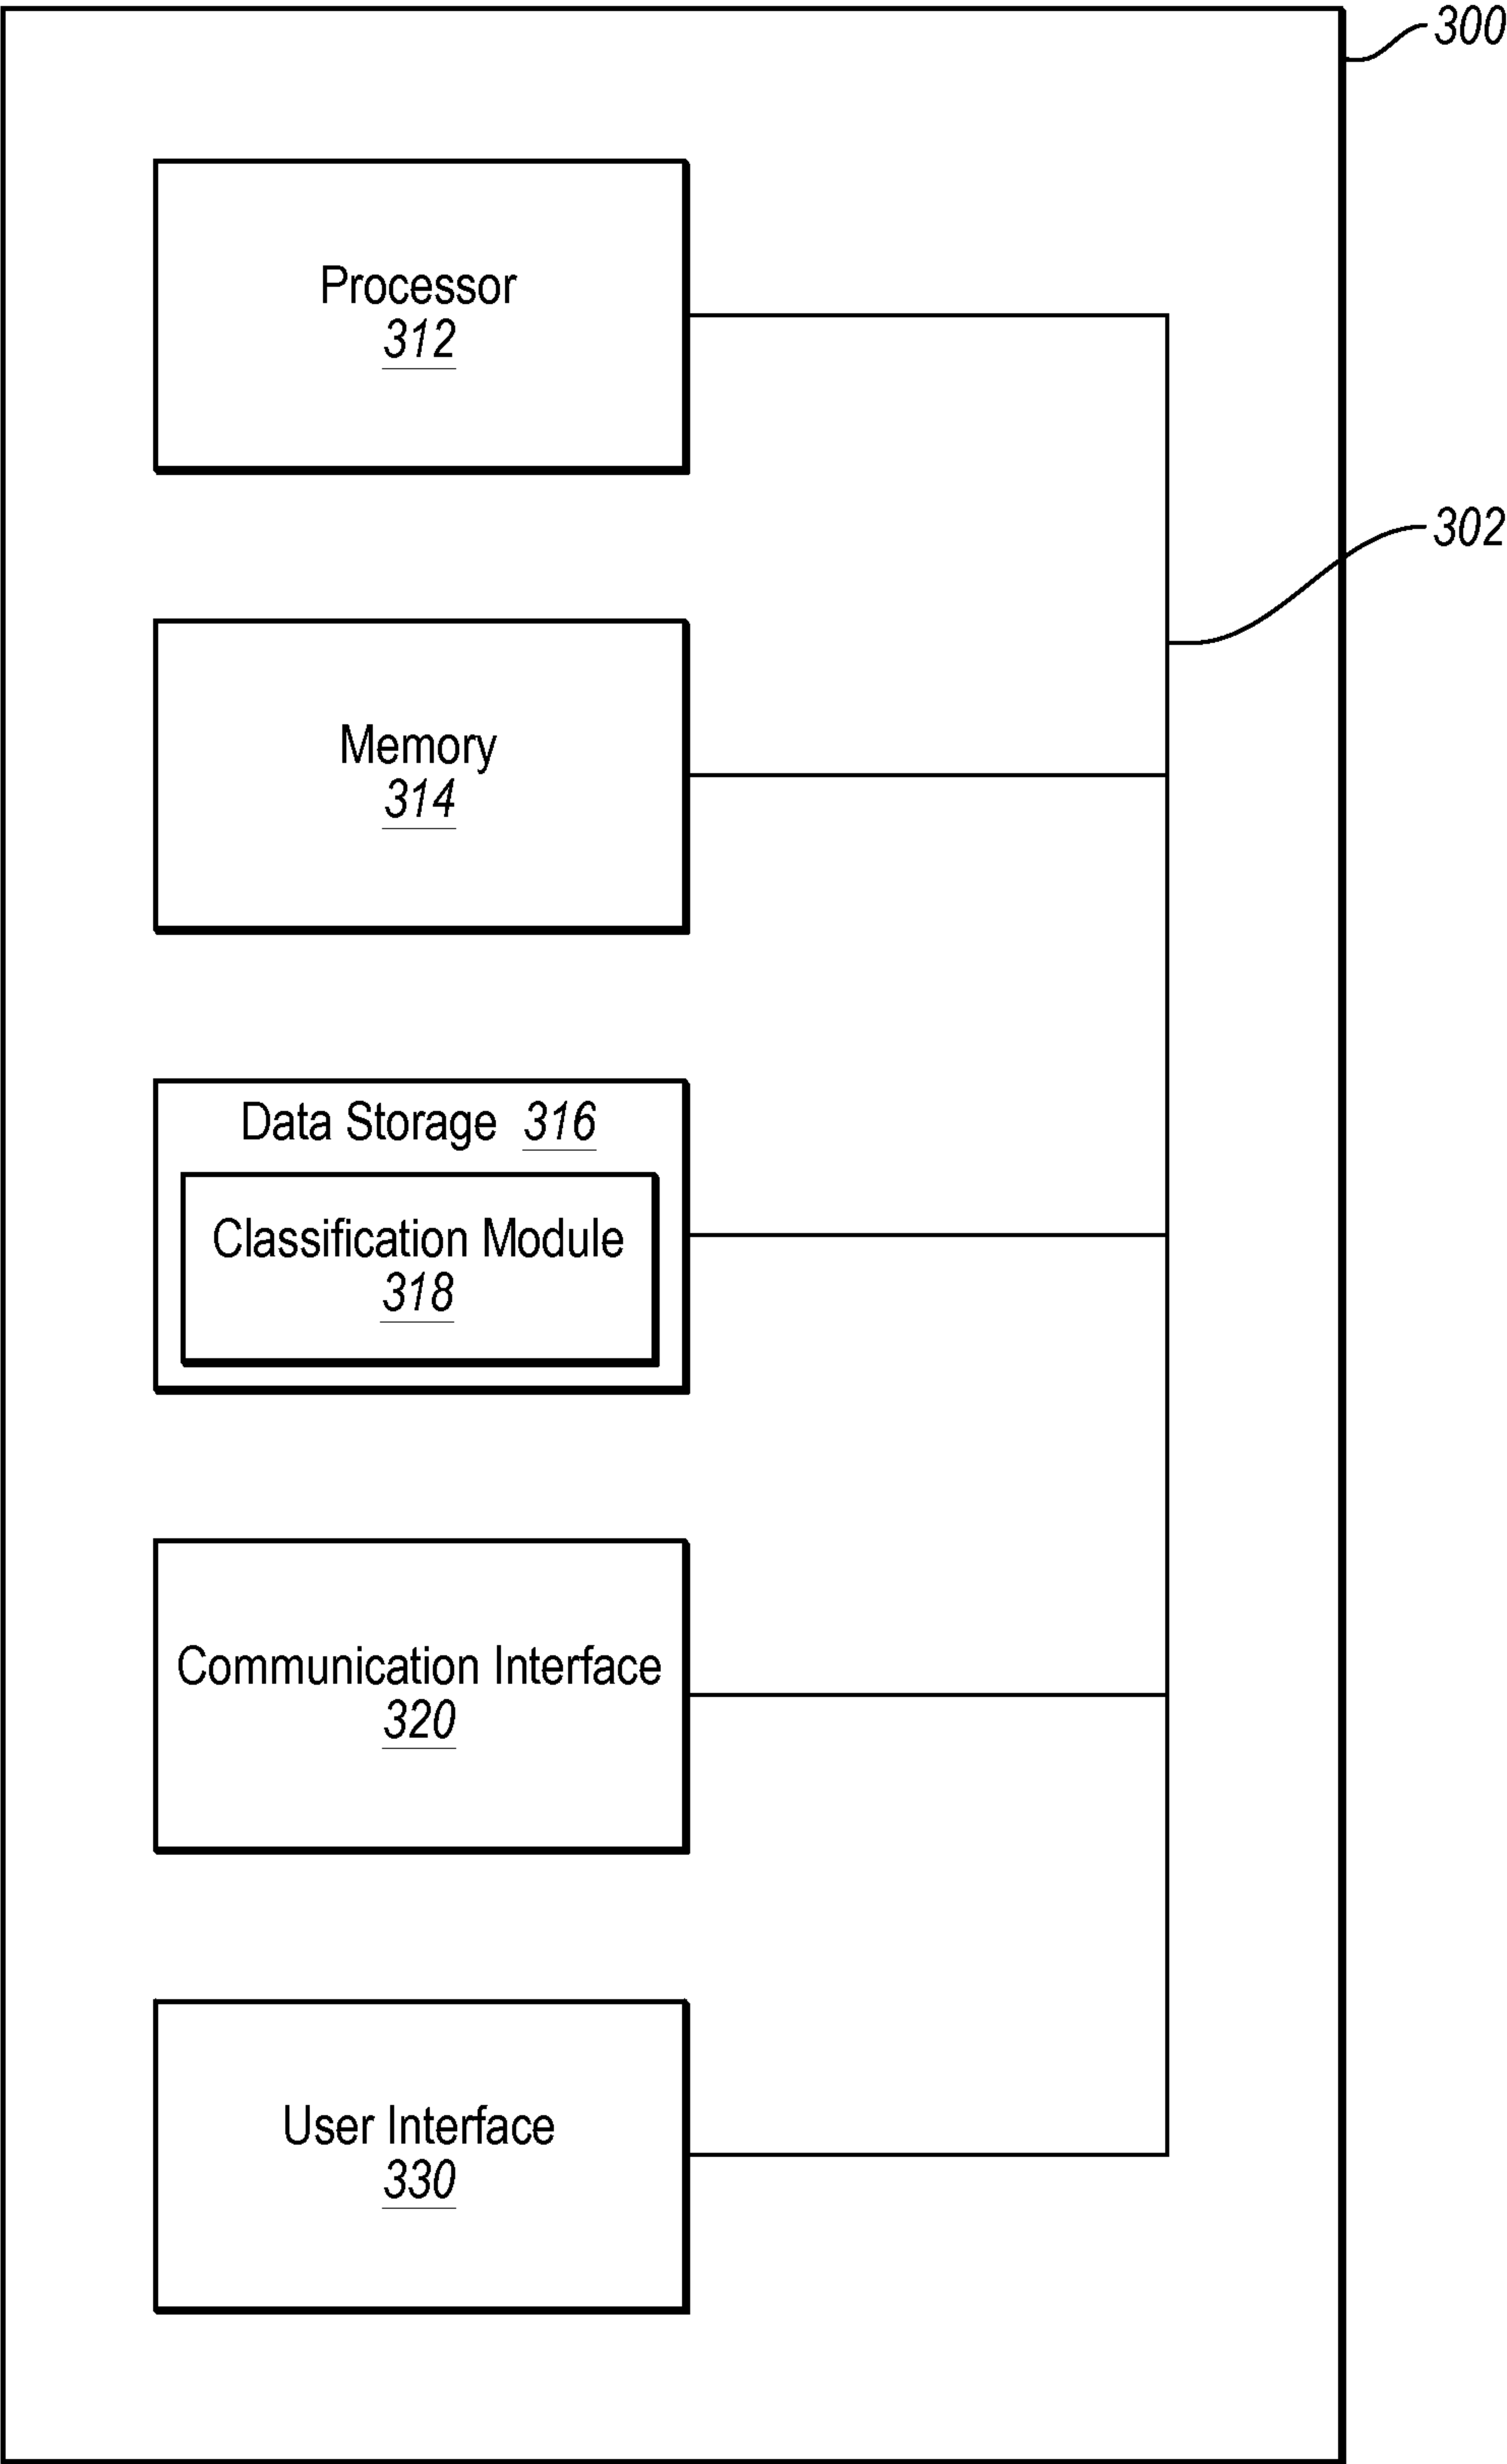 300
Processor
312
302
Memory
314
Data Storage 316
Classification Module
318
Communication Interface
320
User Interface
330